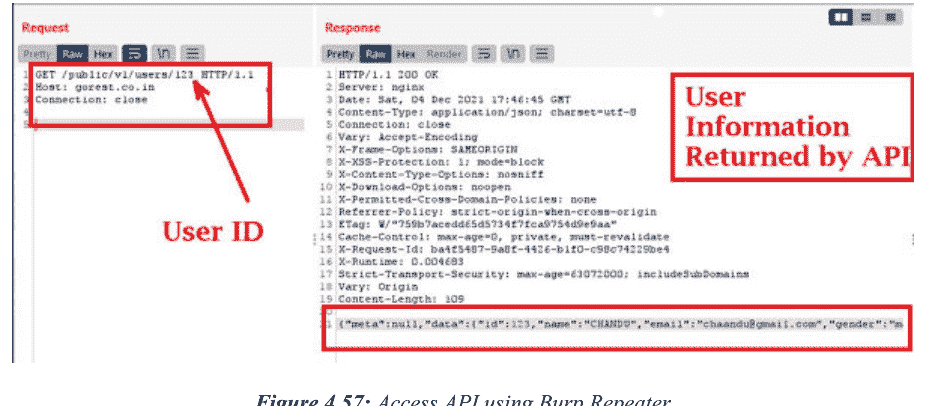 Request
Pretty Raw Hex \n
1 GET /public/v1/users/123 HTTP/1.1
2 Host: gorest.co.in
3 Connection: close
4
5
User ID
Response
Pretty Raw Hex Render \n
1 HTTP/1.1 200 OK
2 Server: nginx
3 Date: Sat, 04 Dec 2021 17:46:45 GMT
4 Content-Type: application/json; charset=utf-8
5 Connection: close
6 Vary: Accept-Encoding
7 X-Frame-Options: SAMEORIGIN
8 X-XSS-Protection: 1; mode=block
9 X-Content-Type-Options: nosniff
10 X-Download-Options: noopen
11 X-Permitted-Cross-Domain-Policies: none
12 Referrer-Policy: strict-origin-when-cross-origin
13 ETag: W/"759b7acedd65d5734f7fca9754d9e9aa"
14 Cache-Control: max-age=0, private, must-revalidate
15 X-Request-Id: ba4f5487-9a8f-4426-b1f0-c98c74229be4
16 X-Runtime: 0.004683
17 Strict-Transport-Security: max-age=63072000; includeSubDomains
18 Vary: Origin
19 Content-Length: 109
20
21 {"meta":null,"data":{"id":123,"name":"CHANDU","email":"chaandu@gmail.com","gender":"m
User
Information
Returned by API
Figure 4.57: Access API using Burp Repeater